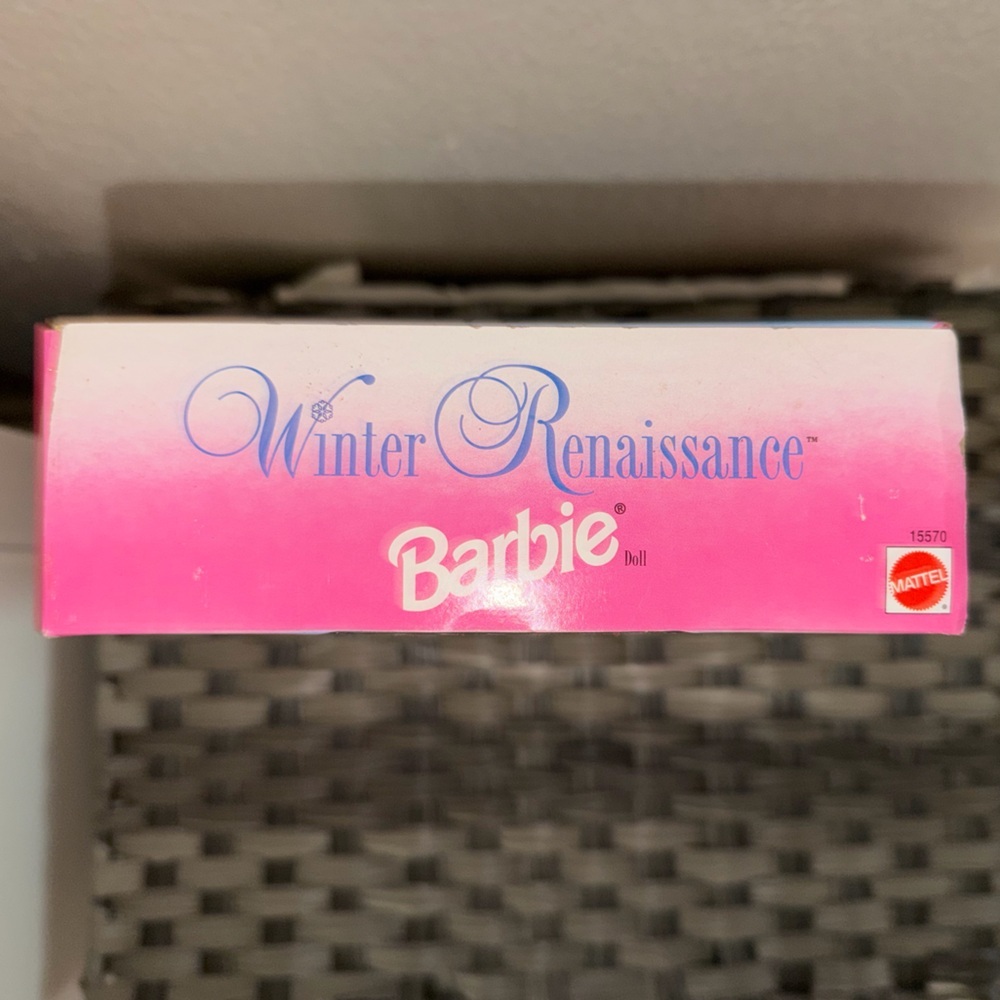 Winter Renaissance™
Barbie® Doll
15570
MATTEL®